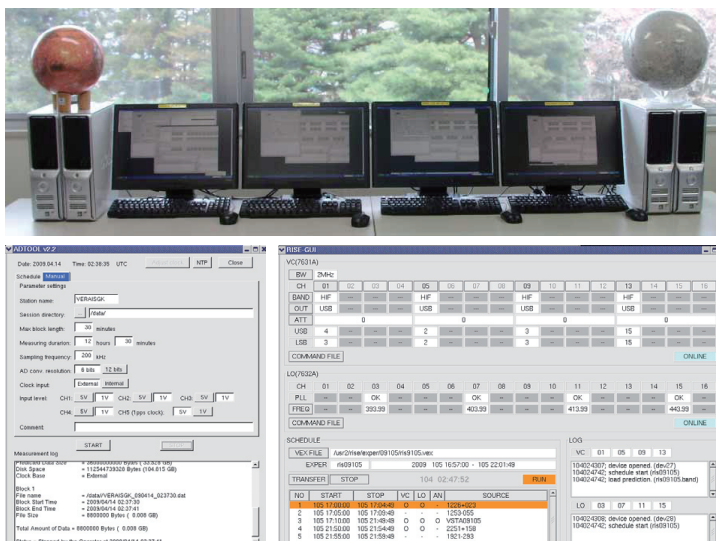 ADTOOL v2.2
Date: 2009.04.14 Time: 02:36:35 UTC NTP Close
Schedule Manual
Parameter settings
Station name: VERAISGK
Session directory: ... /data/
Max block length: 30 minutes
Measuring duration: 12 hours 30 minutes
Sampling frequency: 200 kHz
AD conv. resolution: 8 bits 12 bits
Clock input: External Internal
Input level: CH1: 5V 1V CH2: 5V 1V CH3: 5V 1V
CH4: 5V 1V CH5 (1pps clock): 5V 1V
Comment:
START
Measurement log
Disk Space = 112544739328 Bytes (104.815 GB)
Clock Base = External
Block 1
File name = /data//VERAISGK_090414_023730.dat
Block Start Time = 2009/04/14 02:37:30
Block End Time = 2009/04/14 02:37:41
File Size = 8800000 Bytes ( 0.008 GB)
Total Amount of Data = 8800000 Bytes ( 0.008 GB)
RISE-GUI
VC(7631A)
BW 2MHz
CH 01 02 03 04 05 06 07 08 09 10 11 12 13 14 15 16
BAND HIF -- -- -- HIF -- -- -- HIF -- -- -- HIF -- -- --
OUT USB -- -- -- USB -- -- -- USB -- -- -- USB -- -- --
ATT 0 0 0 0
USB 4 -- -- -- 2 -- -- -- 3 -- -- -- 15 -- -- --
LSB 3 -- -- -- 2 -- -- -- 3 -- -- -- 15 -- -- --
COMMAND FILE ONLINE
LO(7632A)
CH 01 02 03 04 05 06 07 08 09 10 11 12 13 14 15 16
PLL -- -- OK -- -- -- OK -- -- -- OK -- -- -- OK --
FREQ -- -- 393.99 -- -- -- 403.99 -- -- -- 413.99 -- -- -- 443.99 --
COMMAND FILE ONLINE
SCHEDULE
VEX FILE /usr2/rise/exper/09105/ris9105.vex
EXPER ris09105 2009 105 16:57:00 - 105 22:01:49
TRANSFER STOP 104 02:47:52 RUN
NO START STOP VC LO AN SOURCE
1 105 17:00:00 105 17:04:49 O O - 1226+023
2 105 17:05:00 105 17:09:49 - - - 1253-055
3 105 17:10:00 105 21:49:49 O O O VSTA09105
4 105 21:50:00 105 21:54:49 O O - 2251+158
5 105 21:55:00 105 21:59:49 - - - 1921-293
LOG
VC 01 05 09 13
104024307; device opened. (dev27)
104024742; schedule start (ris09105)
104024742; load prediction. (ris09105.band)
LO 03 07 11 15
104024308; device opened. (dev29)
104024742; schedule start (ris09105)